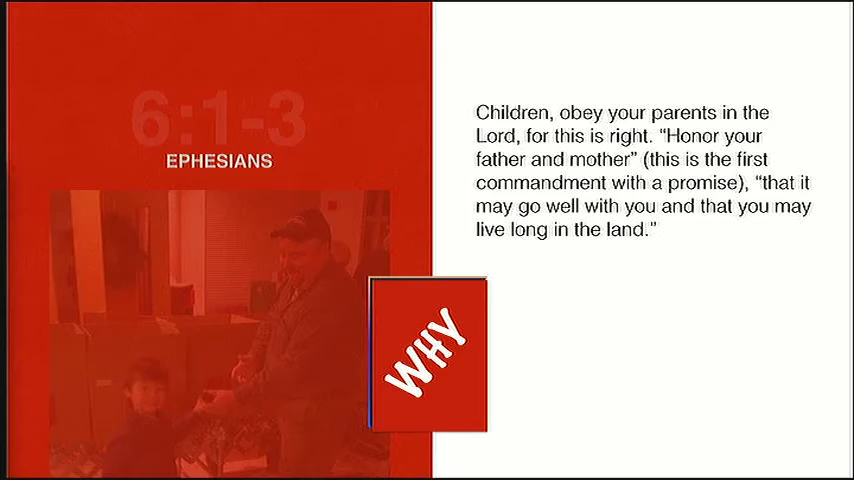 6:1-3
EPHESIANS
Children, obey your parents in the
Lord, for this is right. “Honor your
father and mother” (this is the first
commandment with a promise), “that it
may go well with you and that you may
live long in the land.”
WHY